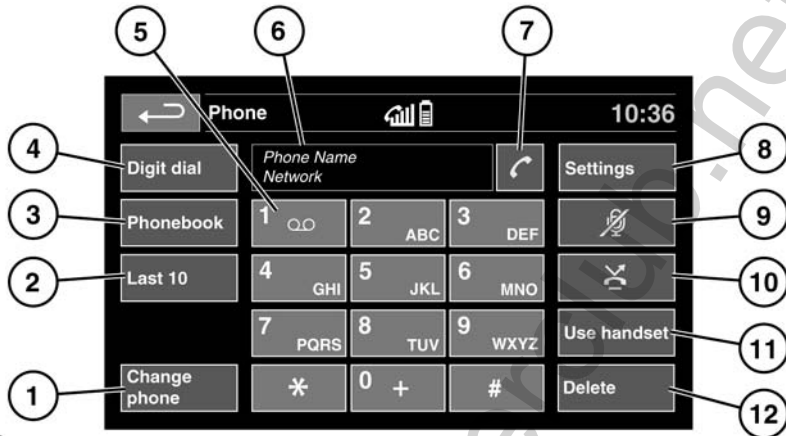 5
6
7
Phone
10:36
4
Digit dial
Phone Name
Network
Settings
8
3
Phonebook
1
2 ABC
3 DEF
9
2
Last 10
4 GHI
5 JKL
6 MNO
10
7 PQRS
8 TUV
9 WXYZ
Use handset
11
1
Change
phone
*
0 +
#
Delete
12